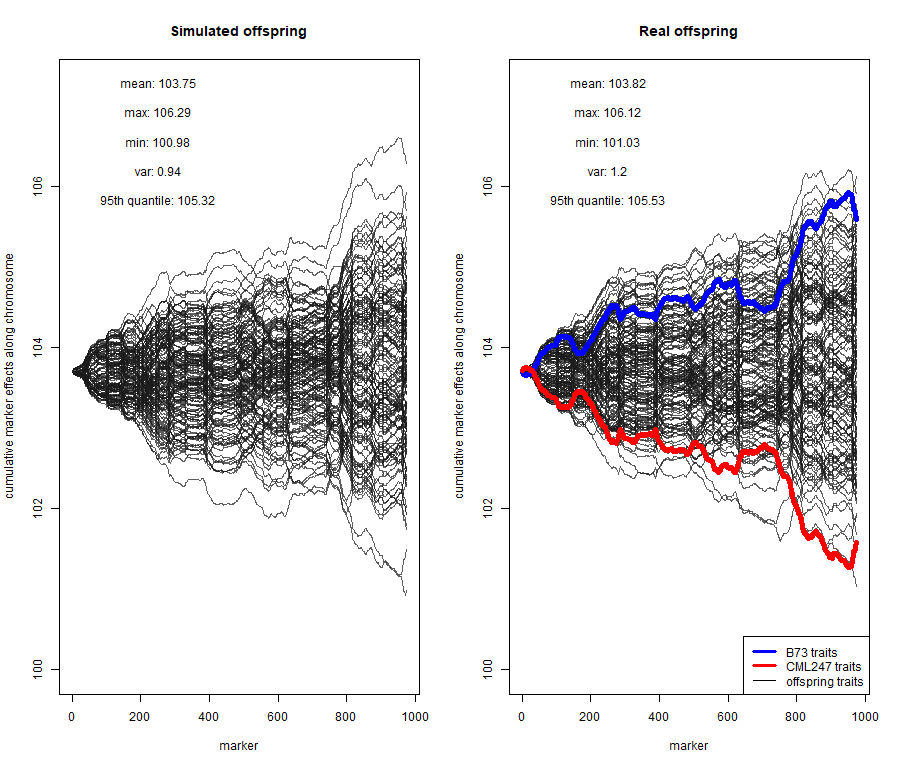 Simulated offspring
mean: 103.75
max: 106.29
min: 100.98
var: 0.94
95th quantile: 105.32
cumulative marker effects along chromosome
106
104
102
100
0
200
400
600
800
1000
marker
Real offspring
mean: 103.82
max: 106.12
min: 101.03
var: 1.2
95th quantile: 105.53
cumulative marker effects along chromosome
106
104
102
100
B73 traits
CML247 traits
offspring traits
0
200
400
600
800
1000
marker